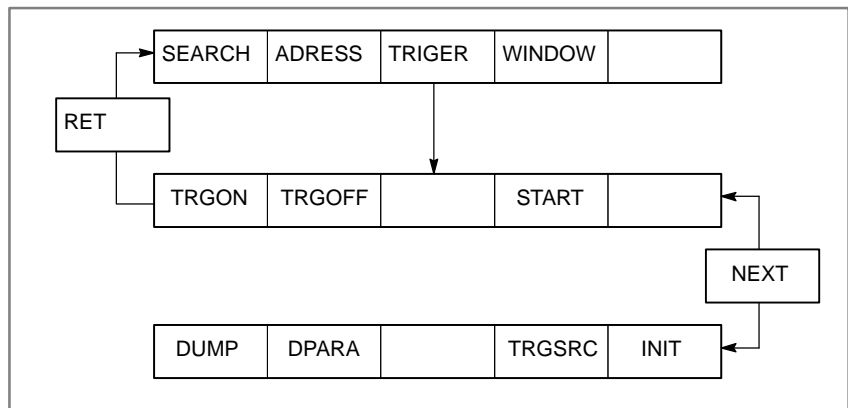 SEARCH ADRESS TRIGER WINDOW
RET
TRGON TRGOFF START
NEXT
DUMP DPARA TRGSRC INIT